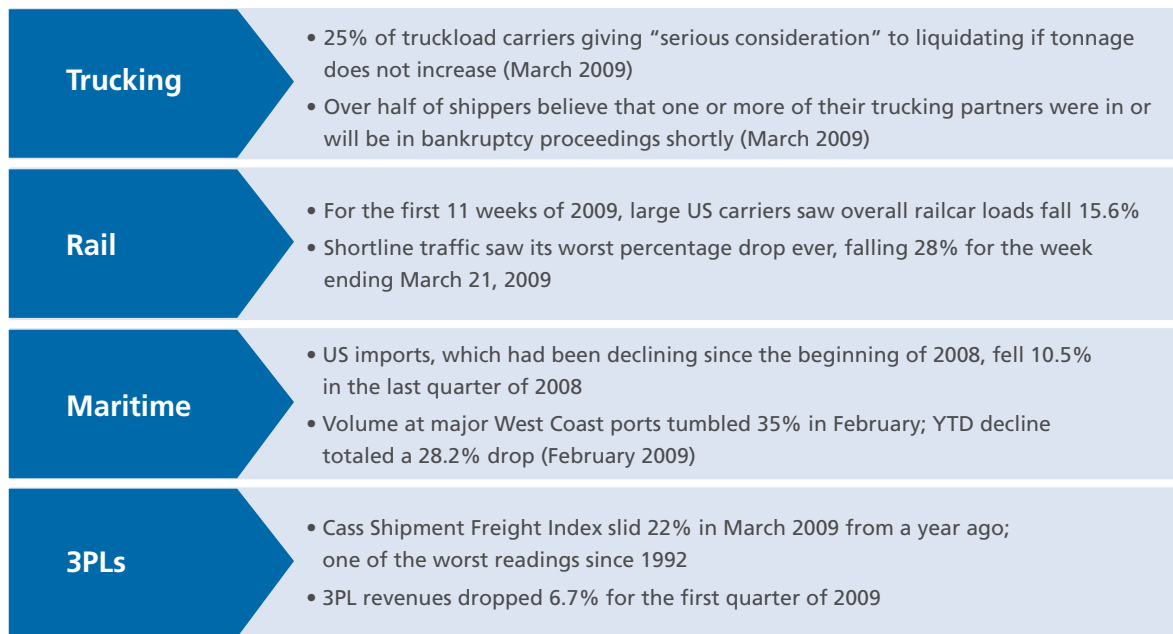 Trucking
• 25% of truckload carriers giving “serious consideration” to liquidating if tonnage
does not increase (March 2009)
• Over half of shippers believe that one or more of their trucking partners were in or
will be in bankruptcy proceedings shortly (March 2009)
Rail
• For the first 11 weeks of 2009, large US carriers saw overall railcar loads fall 15.6%
• Shortline traffic saw its worst percentage drop ever, falling 28% for the week
ending March 21, 2009
Maritime
• US imports, which had been declining since the beginning of 2008, fell 10.5%
in the last quarter of 2008
• Volume at major West Coast ports tumbled 35% in February; YTD decline
totaled a 28.2% drop (February 2009)
3PLs
• Cass Shipment Freight Index slid 22% in March 2009 from a year ago;
one of the worst readings since 1992
• 3PL revenues dropped 6.7% for the first quarter of 2009